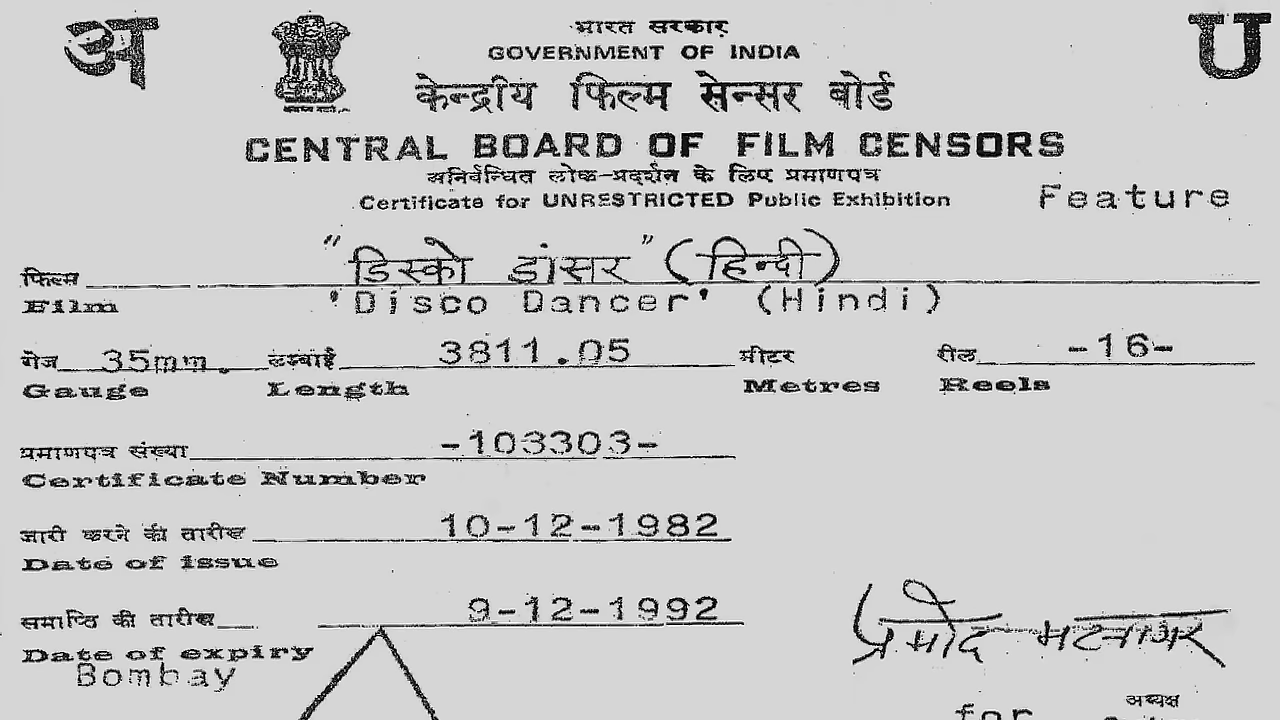 अ U
भारत सरकार
GOVERNMENT OF INDIA
केन्द्रीय फिल्म सेन्सर बोर्ड
CENTRAL BOARD OF FILM CENSORS
अनिर्बन्धित लोक-प्रदर्शन के लिए प्रमाणपत्र
Certificate for UNRESTRICTED Public Exhibition Feature
फिल्म "डिस्को डांसर" (हिन्दी)
Film 'Disco Dancer' (Hindi)
गेज 35mm. लम्बाई 3811.05 मीटर रील -16-
Gauge Length Metres Reels
प्रमाणपत्र संख्या -103303-
Certificate Number
जारी करने की तारीख 10-12-1982
Date of issue
समाप्ति की तारीख 9-12-1992
Date of expiry
Bombay
प्रमोद भटनागर
अध्यक्ष
for